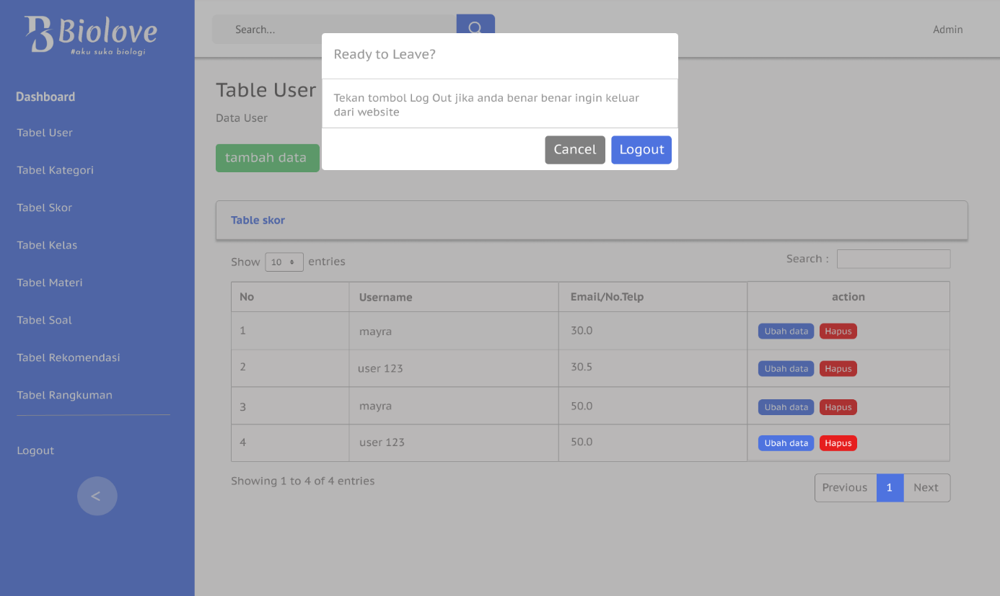 Biolove
#aku suka biologi
Dashboard
Tabel User
Tabel Kategori
Tabel Skor
Tabel Kelas
Tabel Materi
Tabel Soal
Tabel Rekomendasi
Tabel Rangkuman
Logout
<
Search...
Admin
Ready to Leave?
Tekan tombol Log Out jika anda benar benar ingin keluar
dari website
Cancel Logout
Table User
Data User
tambah data
Table skor
Show 10 entries Search :
No Username Email/No.Telp action
1 mayra 30.0 Ubah data Hapus
2 user 123 30.5 Ubah data Hapus
3 mayra 50.0 Ubah data Hapus
4 user 123 50.0 Ubah data Hapus
Showing 1 to 4 of 4 entries Previous 1 Next